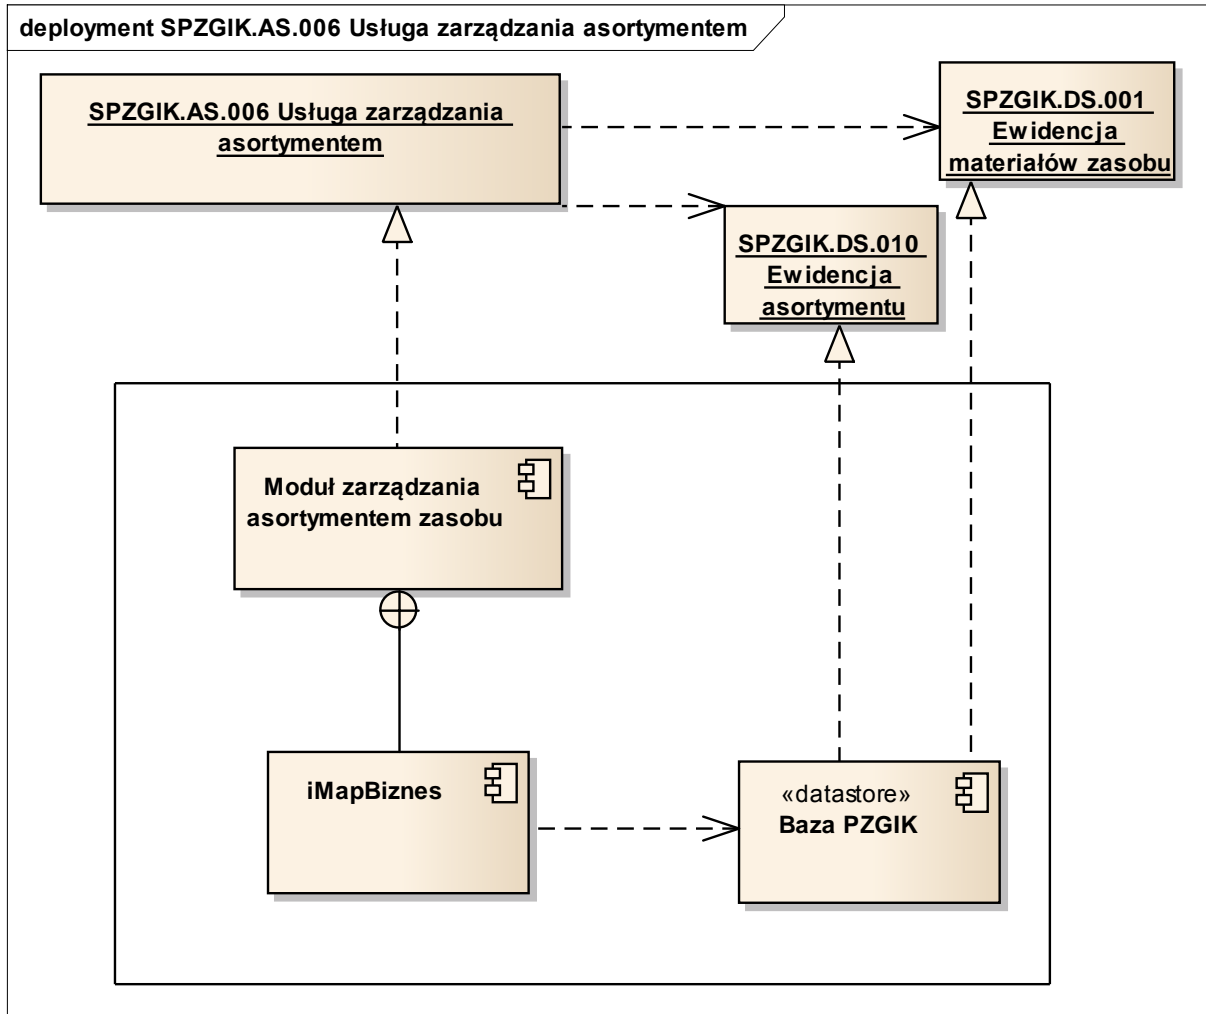 deployment SPZGIK.AS.006 Usługa zarządzania asortymentem
SPZGIK.AS.006 Usługa zarządzania
asortymentem
SPZGIK.DS.001
Ewidencja
materiałów zasobu
SPZGIK.DS.010
Ewidencja
asortymentu
Moduł zarządzania
asortymentem zasobu
iMapBiznes
«datastore»
Baza PZGIK